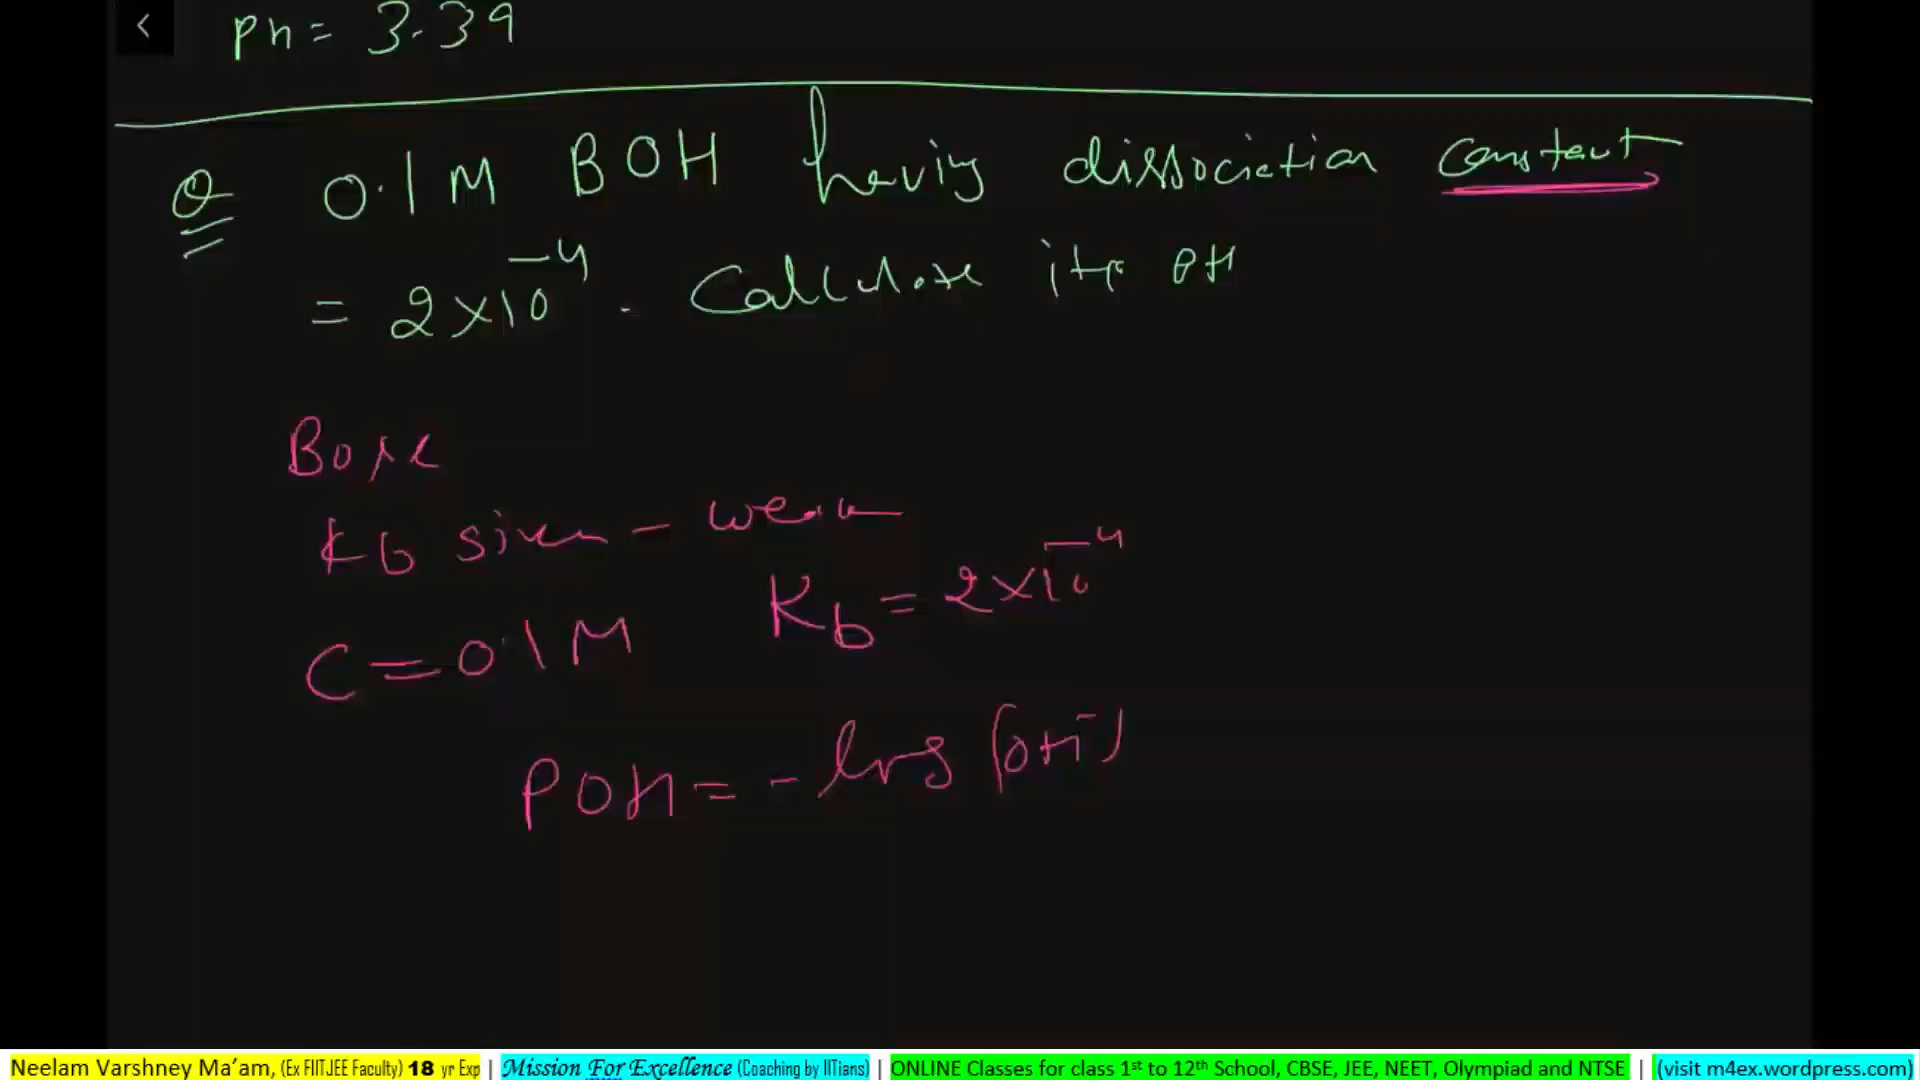 <
PH = 3.39
Q 0.1M BOH having dissociation constant
= 2×10⁻⁴. Calculate its PH
Base
Kb given – weak
C = 0.1M Kb = 2×10⁻⁴
POH = - log [OH⁻]
Neelam Varshney Ma’am, (Ex FIITJEE Faculty) 18 yr Exp | Mission For Excellence (Coaching by IITians) | ONLINE Classes for class 1st to 12th School, CBSE, JEE, NEET, Olympiad and NTSE | (visit m4ex.wordpress.com)